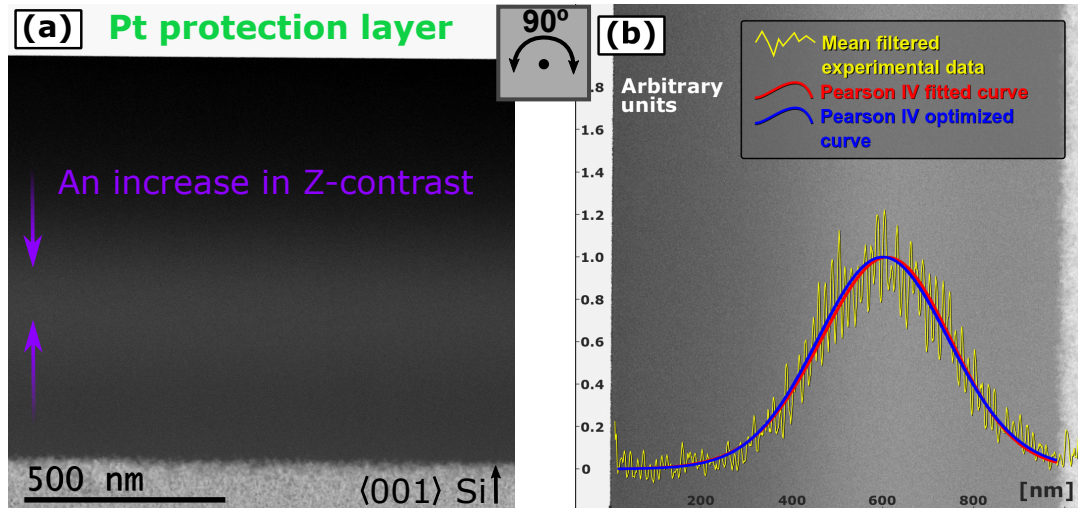 (a) Pt protection layer
90º
(b)
An increase in Z-contrast
500 nm
⟨001⟩ Si
Mean filtered
experimental data
Pearson IV fitted curve
Pearson IV optimized
curve
Arbitrary
units
.8
1.6
1.4
1.2
1.0
0.8
0.6
0.4
0.2
0
200 400 600 800 [nm]